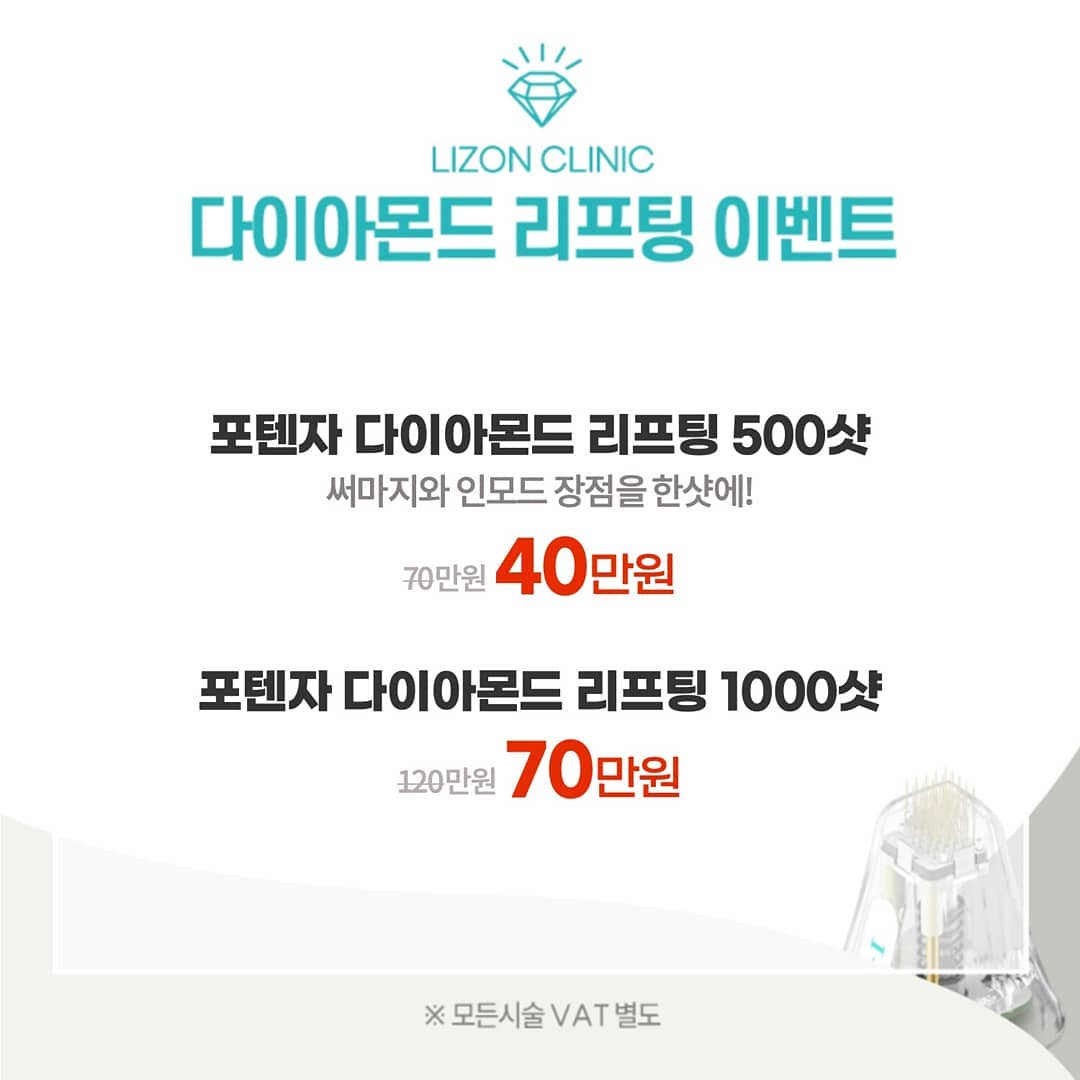 LIZON CLINIC
다이아몬드 리프팅 이벤트
포텐자 다이아몬드 리프팅 500샷
써마지와 인모드 장점을 한샷에!
70만원 40만원
포텐자 다이아몬드 리프팅 1000샷
120만원 70만원
※ 모든시술 VAT 별도